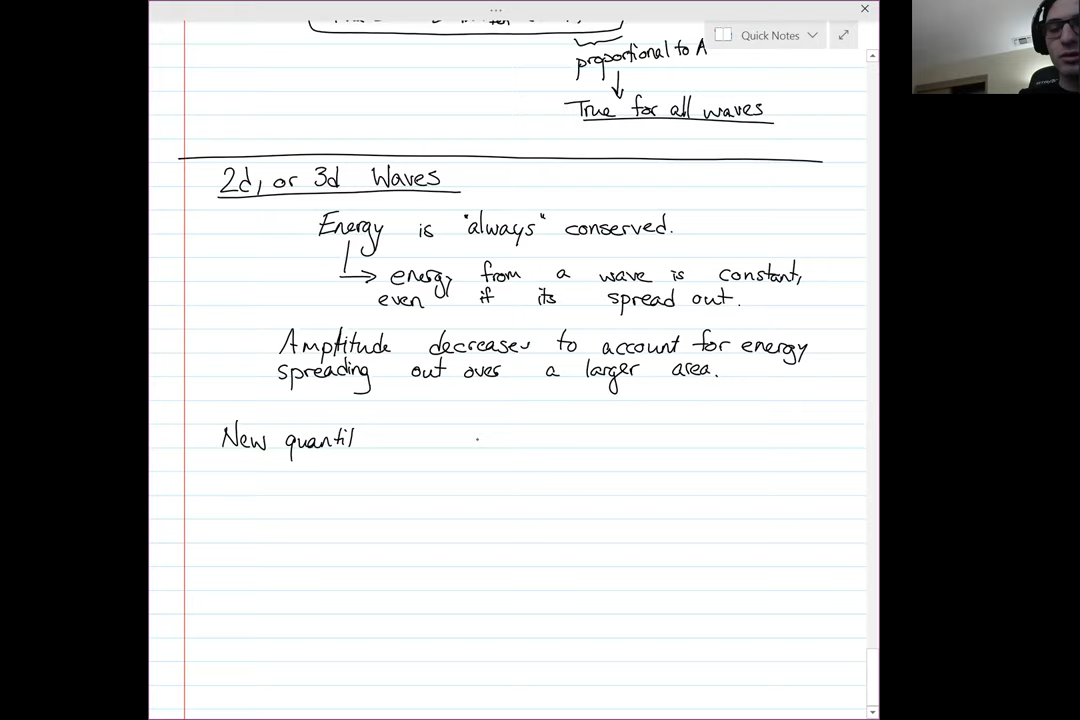 Quick Notes
proportional to A
True for all waves
2d, or 3d Waves
Energy is "always" conserved.
energy from a wave is constant,
even if its spread out.
Amplitude decreases to account for energy
spreading out over a larger area.
New quantit